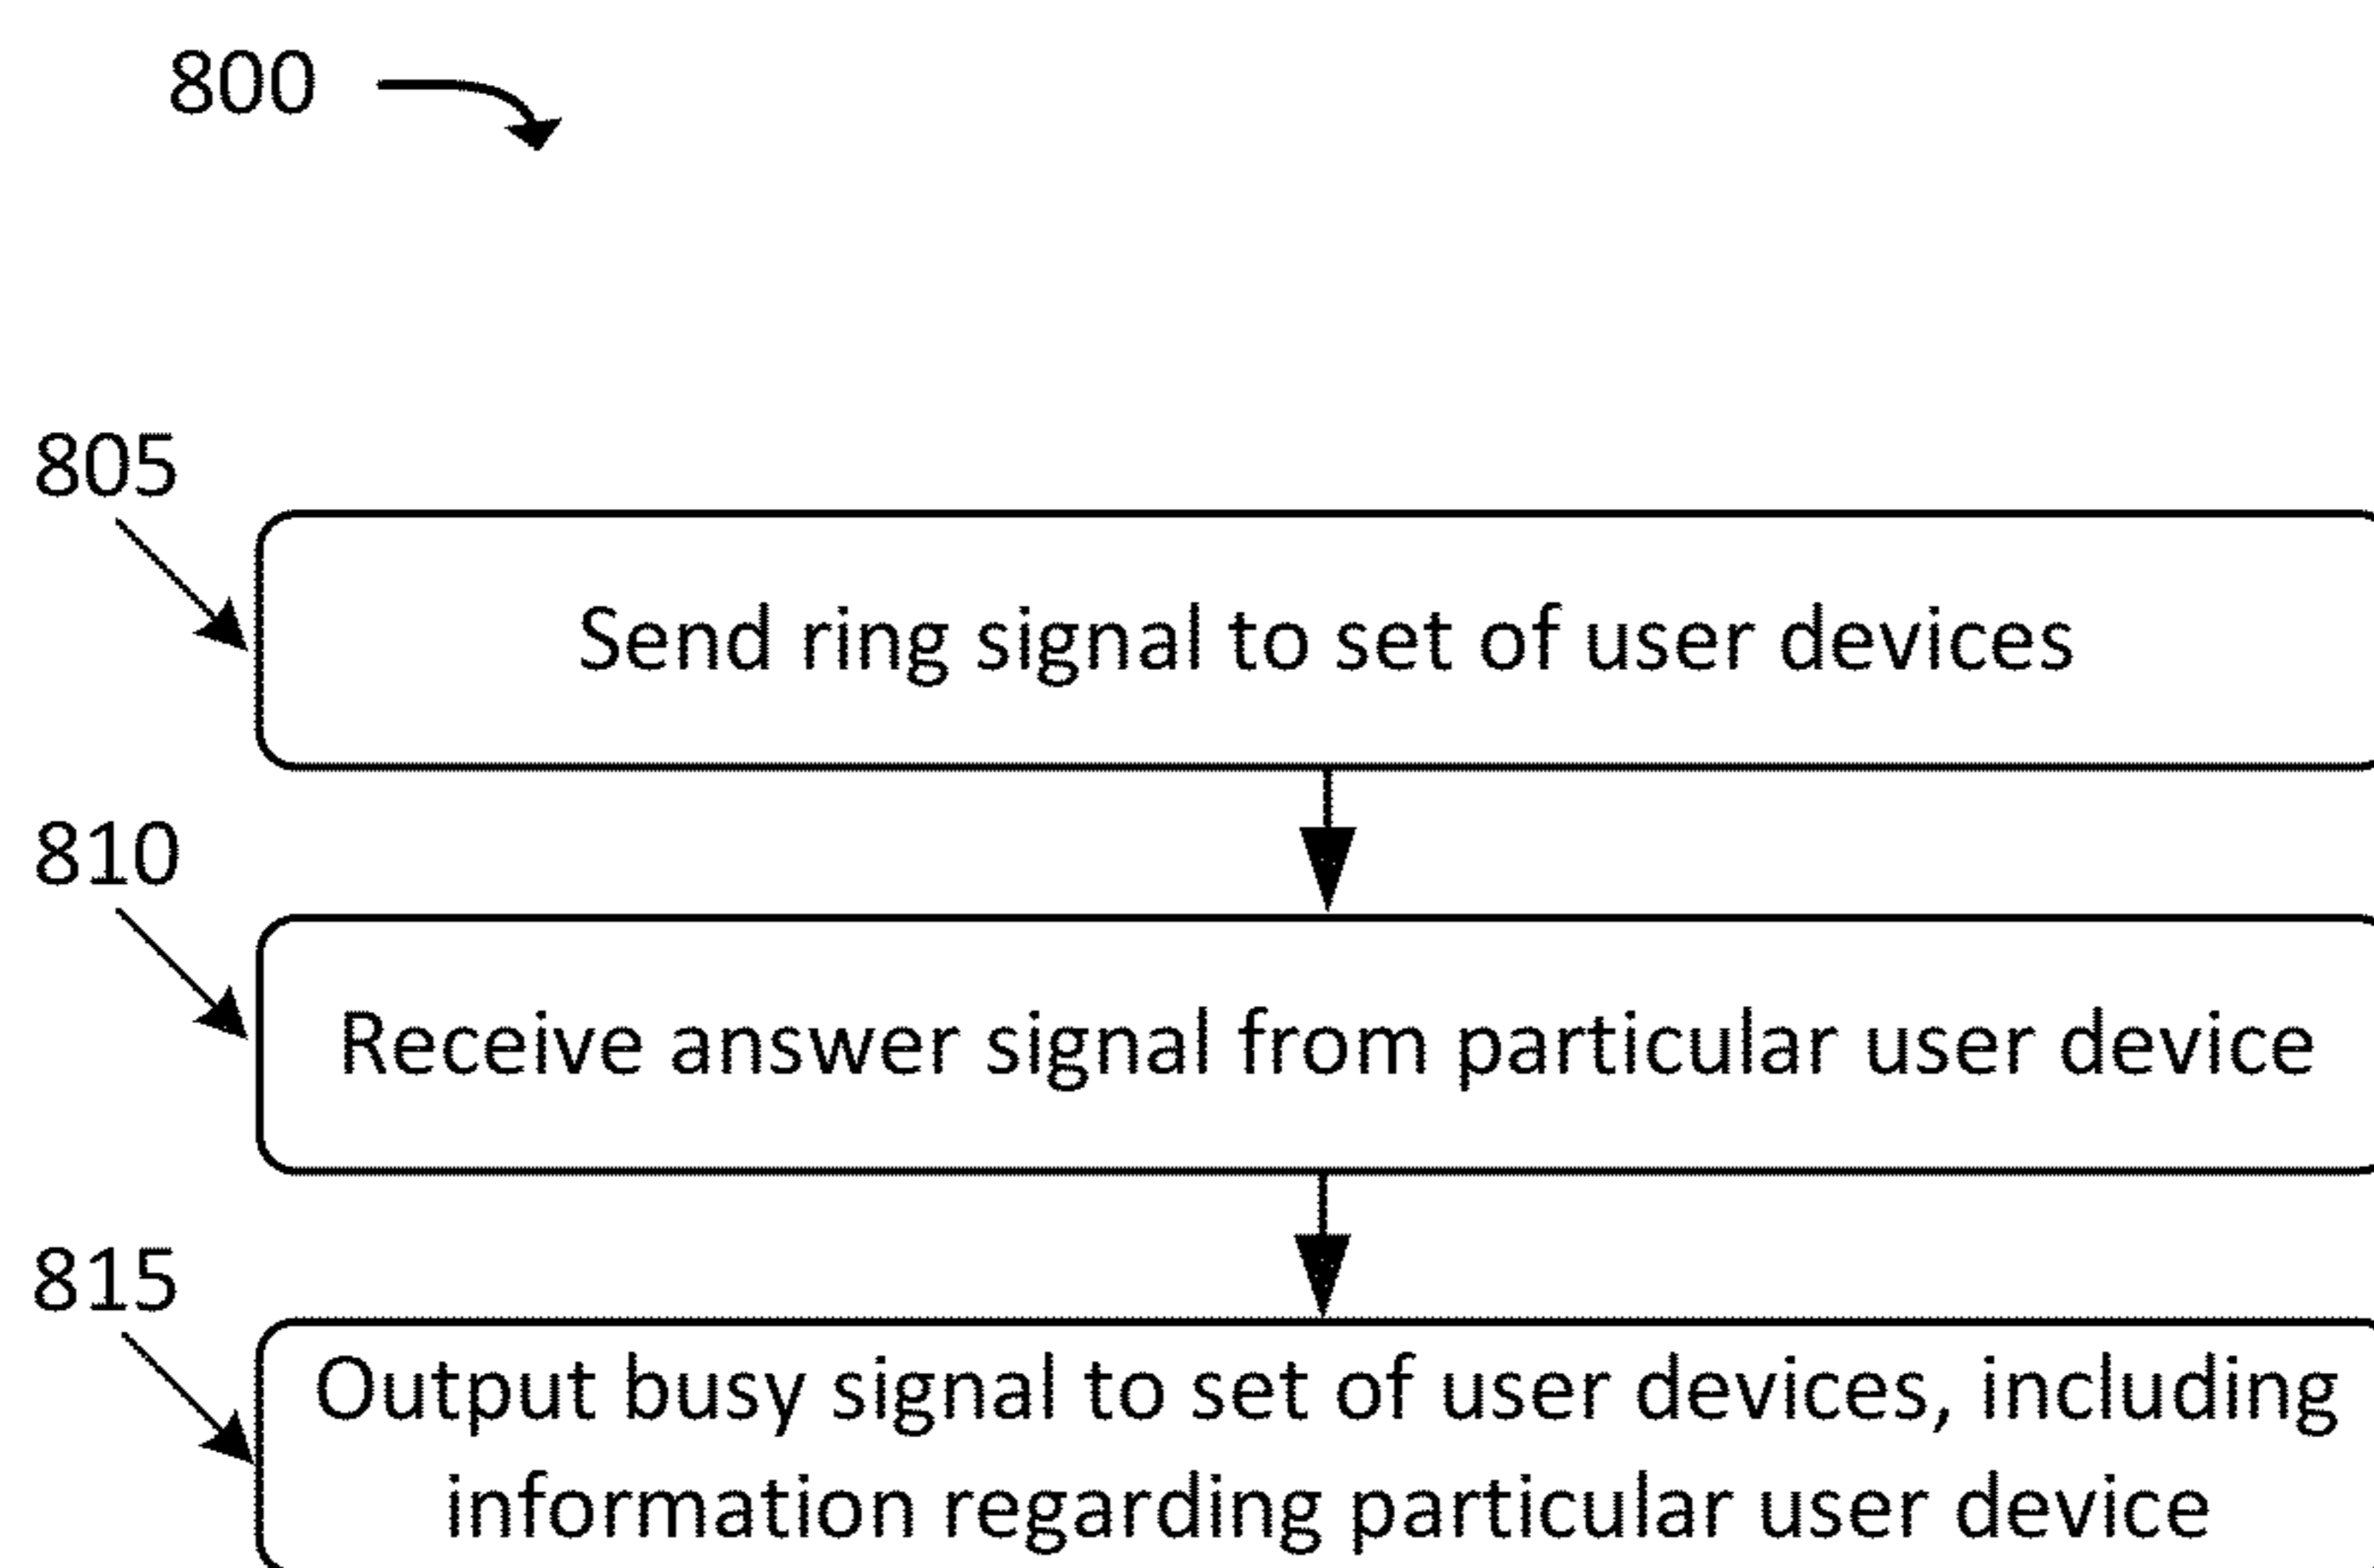 800
805
Send ring signal to set of user devices
810
Receive answer signal from particular user device
815
Output busy signal to set of user devices, including
information regarding particular user device